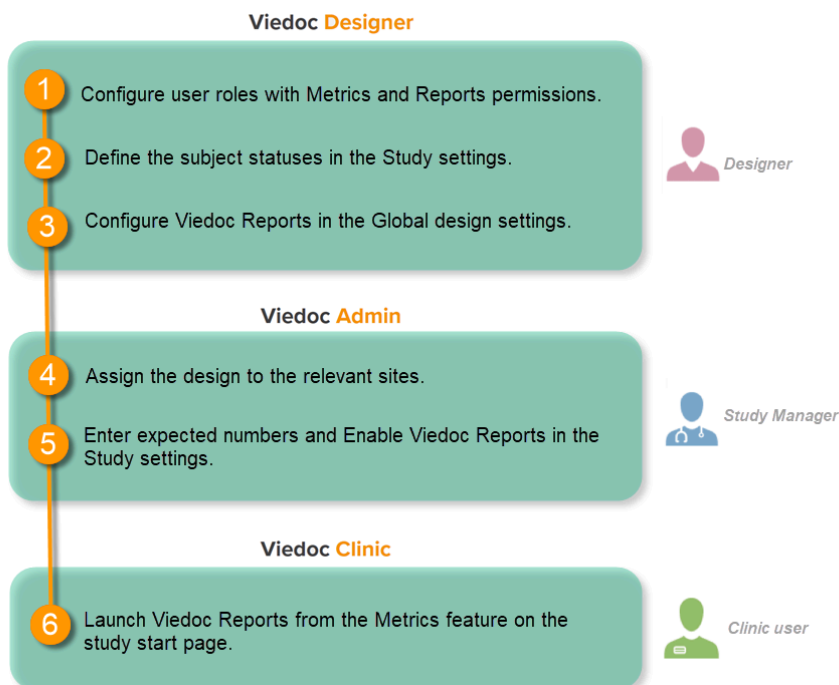 Viedoc Designer
1 Configure user roles with Metrics and Reports permissions.
2 Define the subject statuses in the Study settings.
Designer
3 Configure Viedoc Reports in the Global design settings.
Viedoc Admin
4 Assign the design to the relevant sites.
Study Manager
5 Enter expected numbers and Enable Viedoc Reports in the
Study settings.
Viedoc Clinic
6 Launch Viedoc Reports from the Metrics feature on the
study start page.
Clinic user